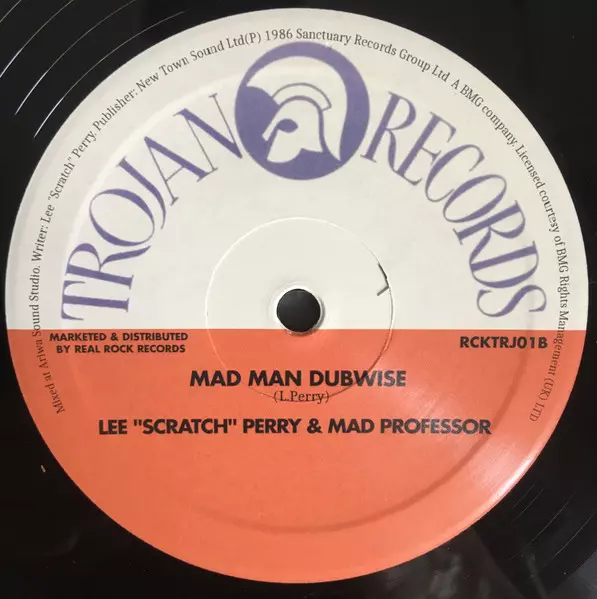 Mixed at Ariwa Sound Studio. Writer: Lee "Scratch" Perry. Publisher: New Town Sound Ltd(P) 1986 Sanctuary Records Group Ltd A BMG company. Licensed courtesy of BMG Rights Management (UK) LTD
TROJAN RECORDS
MARKETED & DISTRIBUTED
BY REAL ROCK RECORDS
RCKTRJ01B
MAD MAN DUBWISE
(L.Perry)
LEE "SCRATCH" PERRY & MAD PROFESSOR